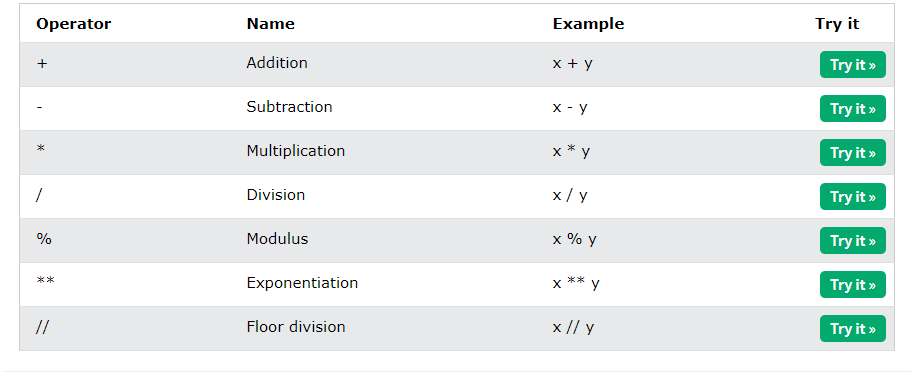 Operator Name Example Try it
+ Addition x + y Try it »
- Subtraction x - y Try it »
* Multiplication x * y Try it »
/ Division x / y Try it »
% Modulus x % y Try it »
** Exponentiation x ** y Try it »
// Floor division x // y Try it »